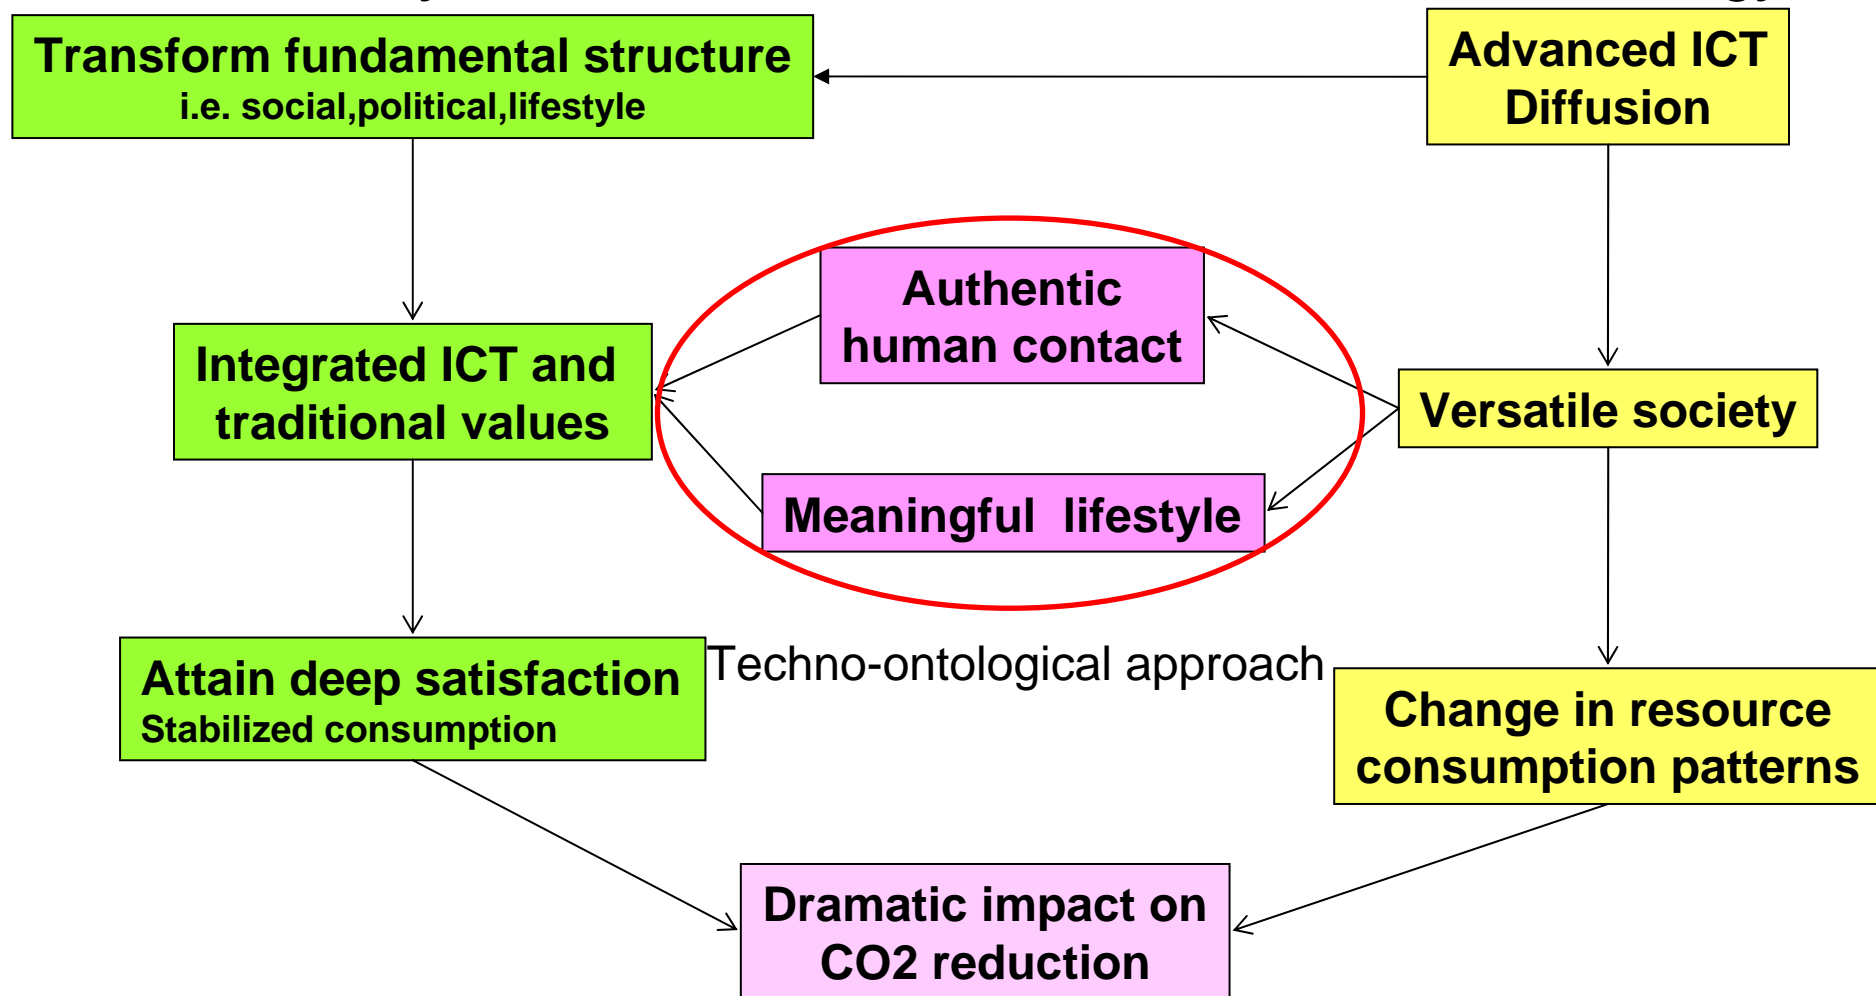 Transform fundamental structure
i.e. social,political,lifestyle
Advanced ICT
Diffusion
Authentic
human contact
Integrated ICT and
traditional values
Versatile society
Meaningful lifestyle
Attain deep satisfaction
Stabilized consumption
Techno-ontological approach
Change in resource
consumption patterns
Dramatic impact on
CO2 reduction